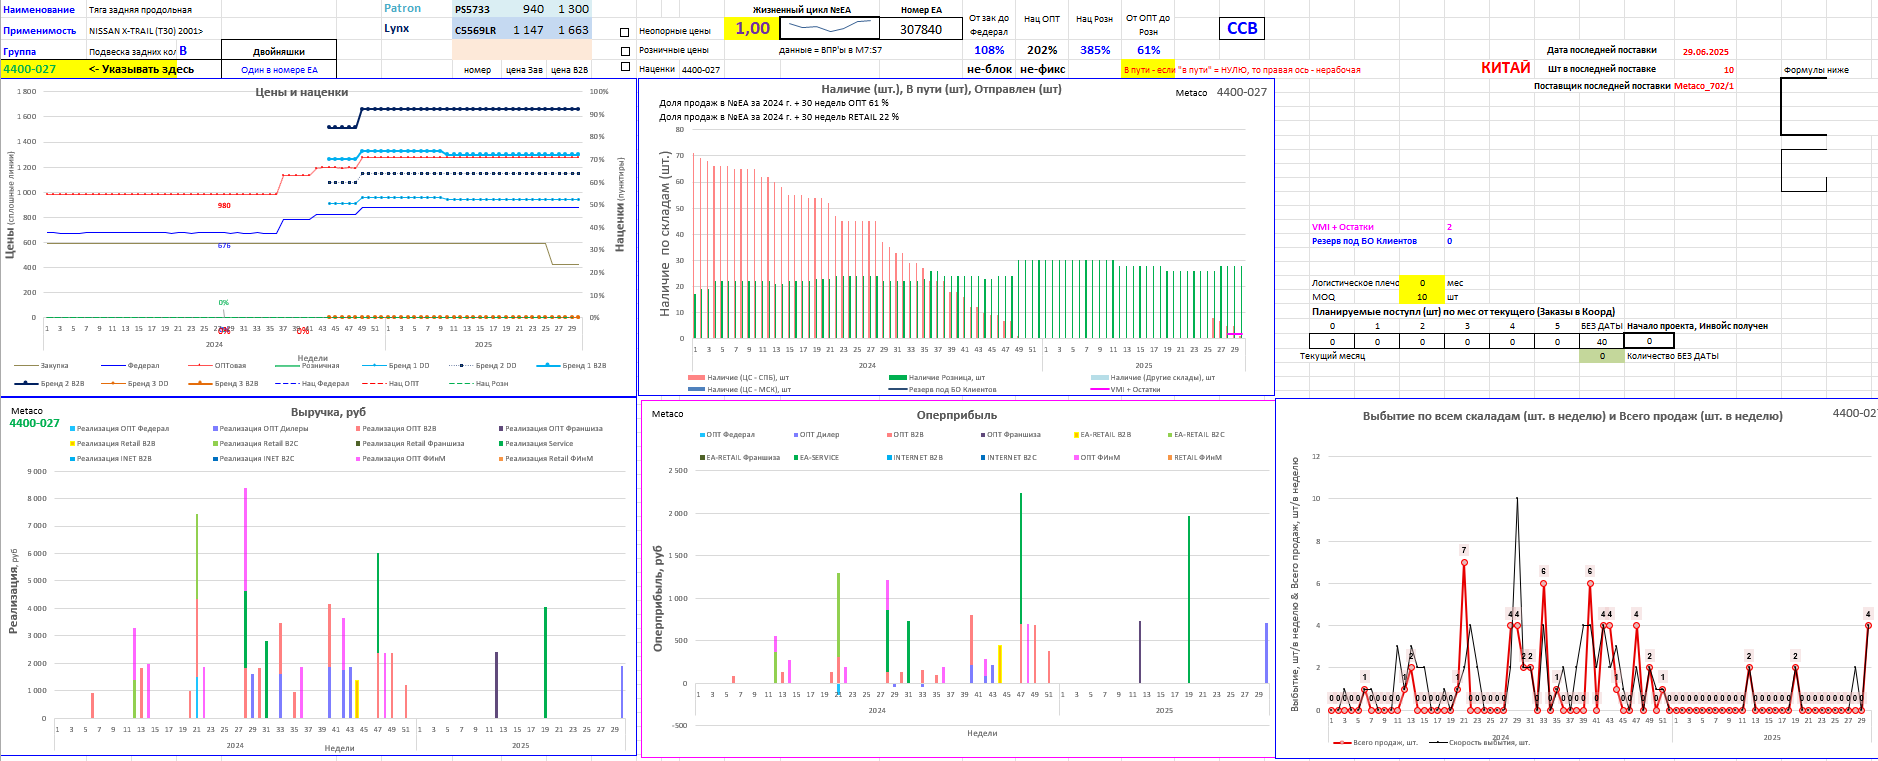 Наименование Тяга задняя продольная Patron PS5733 940 1 300 Жизненный цикл №EA Номер EA От зак до Федерал Нац ОПТ Нац Розн От ОПТ до Розн
Применимость NISSAN X-TRAIL (T30) 2001> Lynx C5569LR 1 147 1 663 Неопорные цены 1,00 307840 ССВ
Группа Подвеска задних кол B Двойняшки Розничные цены данные = ВПР'ы в M7:S7 108% 202% 385% 61% Дата последней поставки 29.06.2025
4400-027 <- Указывать здесь Один в номере EA номер цена Зав цена B2B Наценки 4400-027 не-блок не-фикс В пути - если "в пути" = НУЛЮ, то правая ось - нерабочая КИТАЙ Шт в последней поставке 10 Формулы ниже
Поставщик последней поставки Metaco_702/1
Цены и наценки
1 800
1 600
1 400
1 200
1 000
800
600
400
200
0
100%
90%
80%
70%
60%
50%
40%
30%
20%
10%
0%
Цены (сплошные линии)
Наценки (пунктиры)
980
676
0%
0%
1 3 5 7 9 11 13 15 17 19 21 23 25 27 29 31 33 35 37 39 41 43 45 47 49 51 1 3 5 7 9 11 13 15 17 19 21 23 25 27 29
2024 2025
Недели
Закупка Федерал ОПТовая Розничная Бренд 1 DD Бренд 2 DD Бренд 1 B2B
Бренд 2 B2B Бренд 3 DD Бренд 3 B2B Нац Федерал Нац ОПТ Нац Розн
Наличие (шт.), В пути (шт), Отправлен (шт)
Metaco 4400-027
Доля продаж в №EA за 2024 г. + 30 недель ОПТ 61 %
Доля продаж в №EA за 2024 г. + 30 недель RETAIL 22 %
Наличие по складам (шт.)
80
70
60
50
40
30
20
10
0
1 3 5 7 9 11 13 15 17 19 21 23 25 27 29 31 33 35 37 39 41 43 45 47 49 51 1 3 5 7 9 11 13 15 17 19 21 23 25 27 29
2024 2025
Наличие (ЦС - СПБ), шт Наличие Розница, шт Наличие (Другие склады), шт
Наличие (ЦС - МСК), шт Резерв под БО Клиентов VMI + Остатки
VMI + Остатки 2
Резерв под БО Клиентов 0
Логистическое плечо 0 мес
MOQ 10 шт
Планируемые поступл (шт) по мес от текущего (Заказы в Коорд)
0 1 2 3 4 5 БЕЗ ДАТЫ Начало проекта, Инвойс получен
0 0 0 0 0 0 40 0
Текущий месяц 0 Количество БЕЗ ДАТЫ
Metaco
4400-027
Выручка, руб
Реализация ОПТ Федерал Реализация ОПТ Дилеры Реализация ОПТ B2B Реализация ОПТ Франшиза
Реализация Retail B2B Реализация Retail B2C Реализация Retail Франшиза Реализация Service
Реализация INET B2B Реализация INET B2C Реализация ОПТ ФИнМ Реализация Retail ФИнМ
Реализация, руб
9 000
8 000
7 000
6 000
5 000
4 000
3 000
2 000
1 000
0
1 3 5 7 9 11 13 15 17 19 21 23 25 27 29 31 33 35 37 39 41 43 45 47 49 51 1 3 5 7 9 11 13 15 17 19 21 23 25 27 29
2024 2025
Недели
Metaco
Оперприбыль
ОПТ Федерал ОПТ Дилер ОПТ B2B ОПТ Франшиза EA-RETAIL B2B EA-RETAIL B2C
EA-RETAIL Франшиза EA-SERVICE INTERNET B2B INTERNET B2C ОПТ ФИнМ RETAIL ФИнМ
Оперприбыль, руб
2 500
2 000
1 500
1 000
500
0
-500
1 3 5 7 9 11 13 15 17 19 21 23 25 27 29 31 33 35 37 39 41 43 45 47 49 51 1 3 5 7 9 11 13 15 17 19 21 23 25 27 29
2024 2025
Недели
Выбытие по всем скаладам (шт. в неделю) и Всего продаж (шт. в неделю)
4400-027
Выбытие, шт/в неделю & Всего продаж, шт/в неделю
12
10
8
6
4
2
0
1 3 5 7 9 11 13 15 17 19 21 23 25 27 29 31 33 35 37 39 41 43 45 47 49 51 1 3 5 7 9 11 13 15 17 19 21 23 25 27 29
2024 2025
Всего продаж, шт. Скорость выбытия, шт.